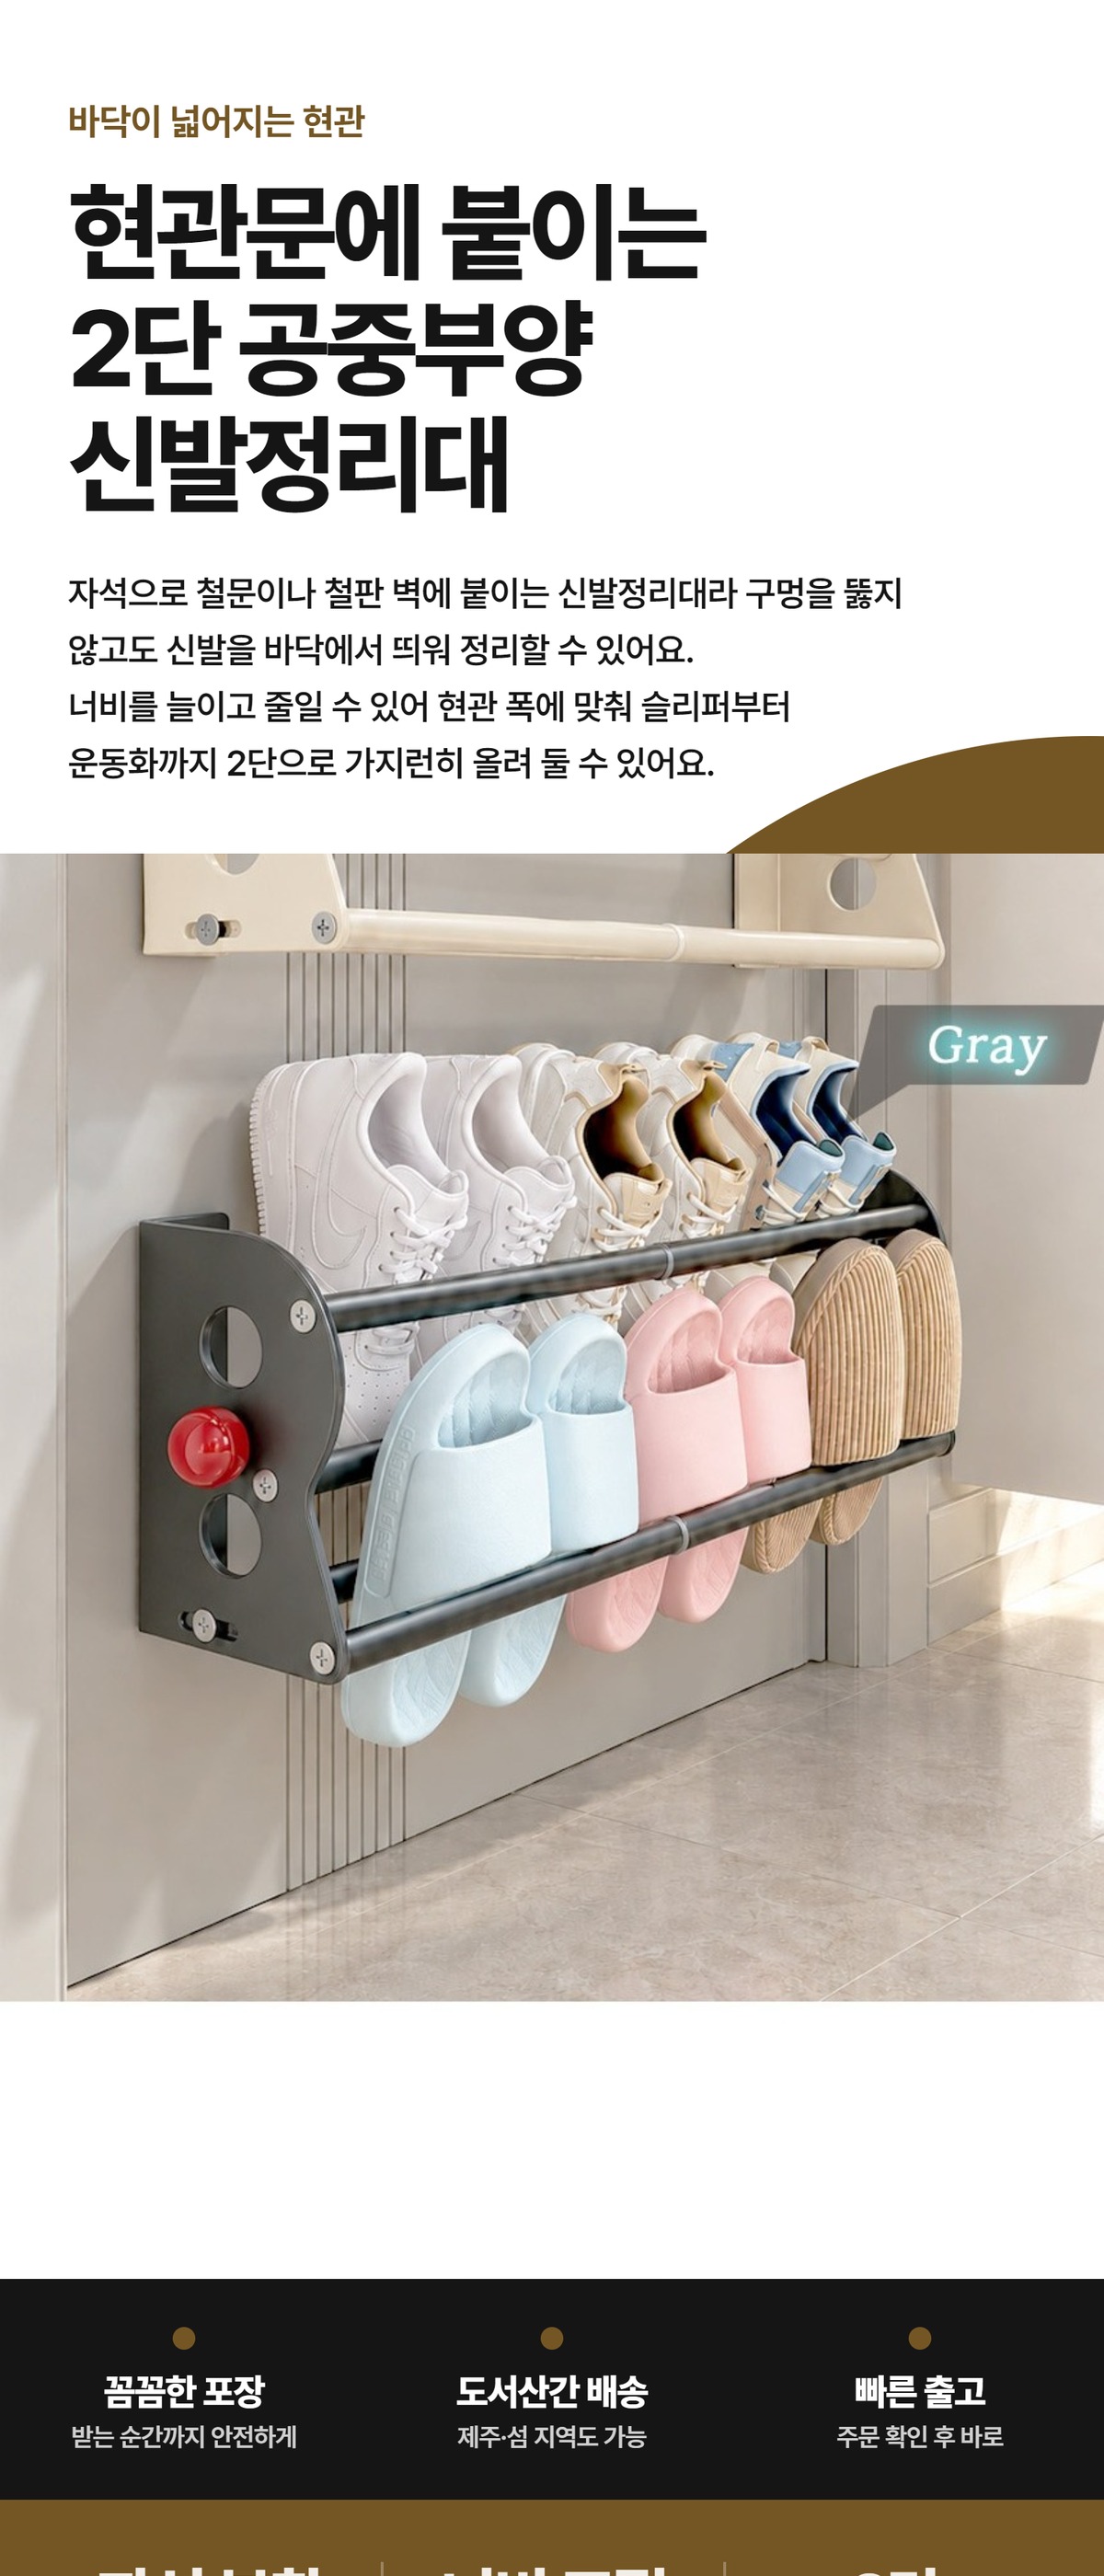 바닥이 넓어지는 현관
현관문에 붙이는
2단 공중부양
신발정리대
자석으로 철문이나 철판 벽에 붙이는 신발정리대라 구멍을 뚫지
않고도 신발을 바닥에서 띄워 정리할 수 있어요.
너비를 늘이고 줄일 수 있어 현관 폭에 맞춰 슬리퍼부터
운동화까지 2단으로 가지런히 올려 둘 수 있어요.
Gray
꼼꼼한 포장
도서산간 배송
빠른 출고
받는 순간까지 안전하게
제주·섬 지역도 가능
주문 확인 후 바로